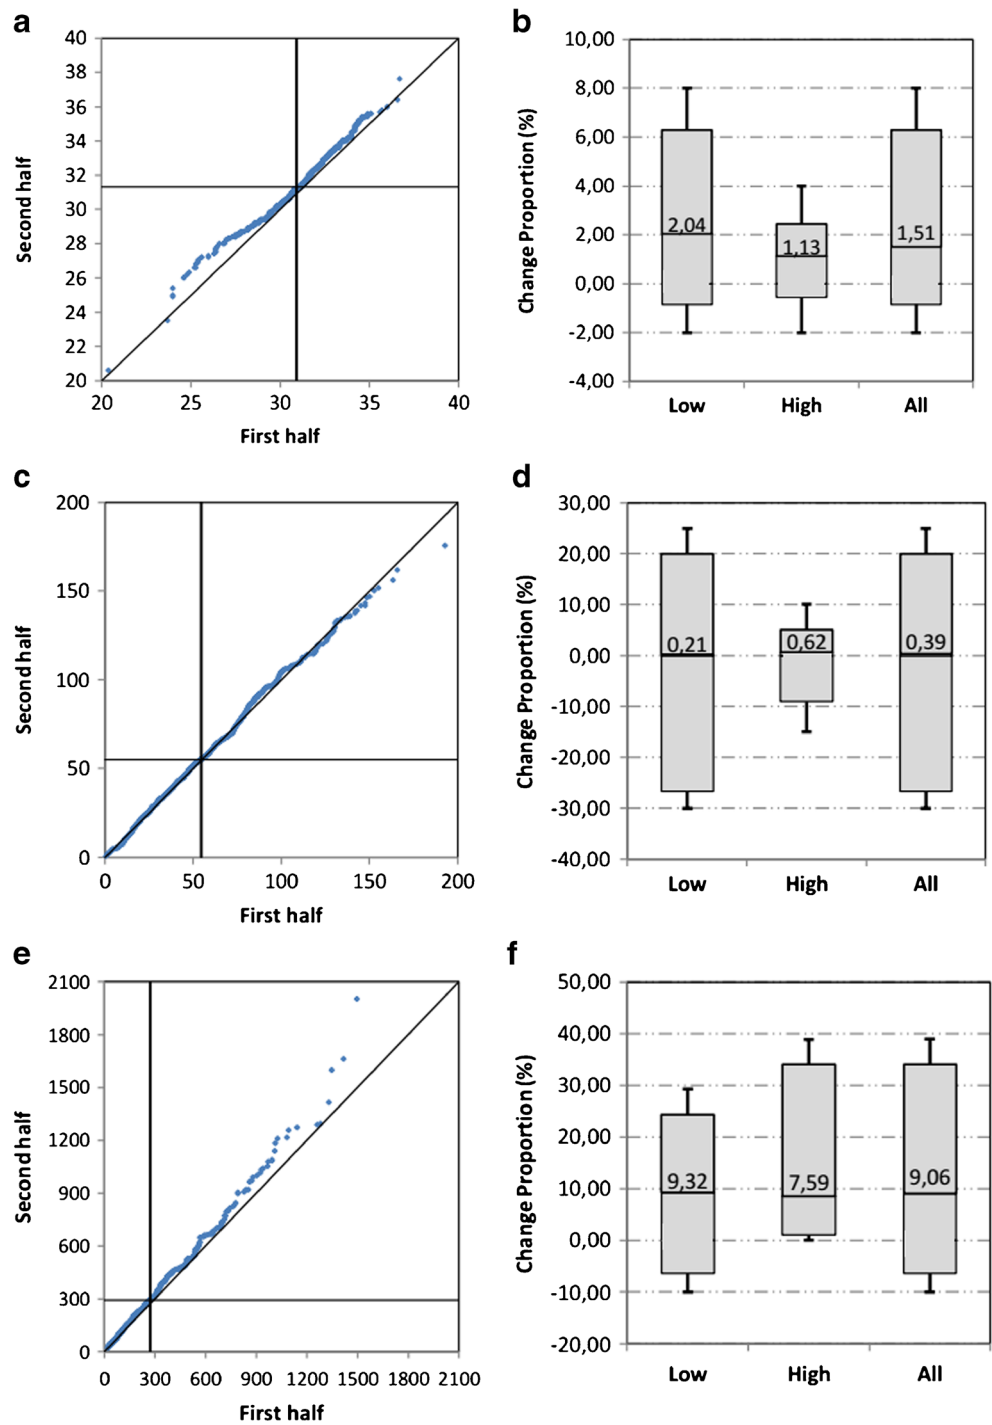 a
40
38
36
34
32
30
28
26
24
22
20
Second half
20 25 30 35 40
First half
b
10,00
8,00
6,00
4,00
2,00
0,00
-2,00
-4,00
Change Proportion (%)
2,04
1,13
1,51
Low High All
c
200
150
100
50
0
Second half
0 50 100 150 200
First half
d
30,00
20,00
10,00
0,00
-10,00
-20,00
-30,00
-40,00
Change Proportion (%)
0,21
0,62
0,39
Low High All
e
2100
1800
1500
1200
900
600
300
0
Second half
0 300 600 900 1200 1500 1800 2100
First half
f
50,00
40,00
30,00
20,00
10,00
0,00
-10,00
-20,00
Change Proportion (%)
9,32
7,59
9,06
Low High All